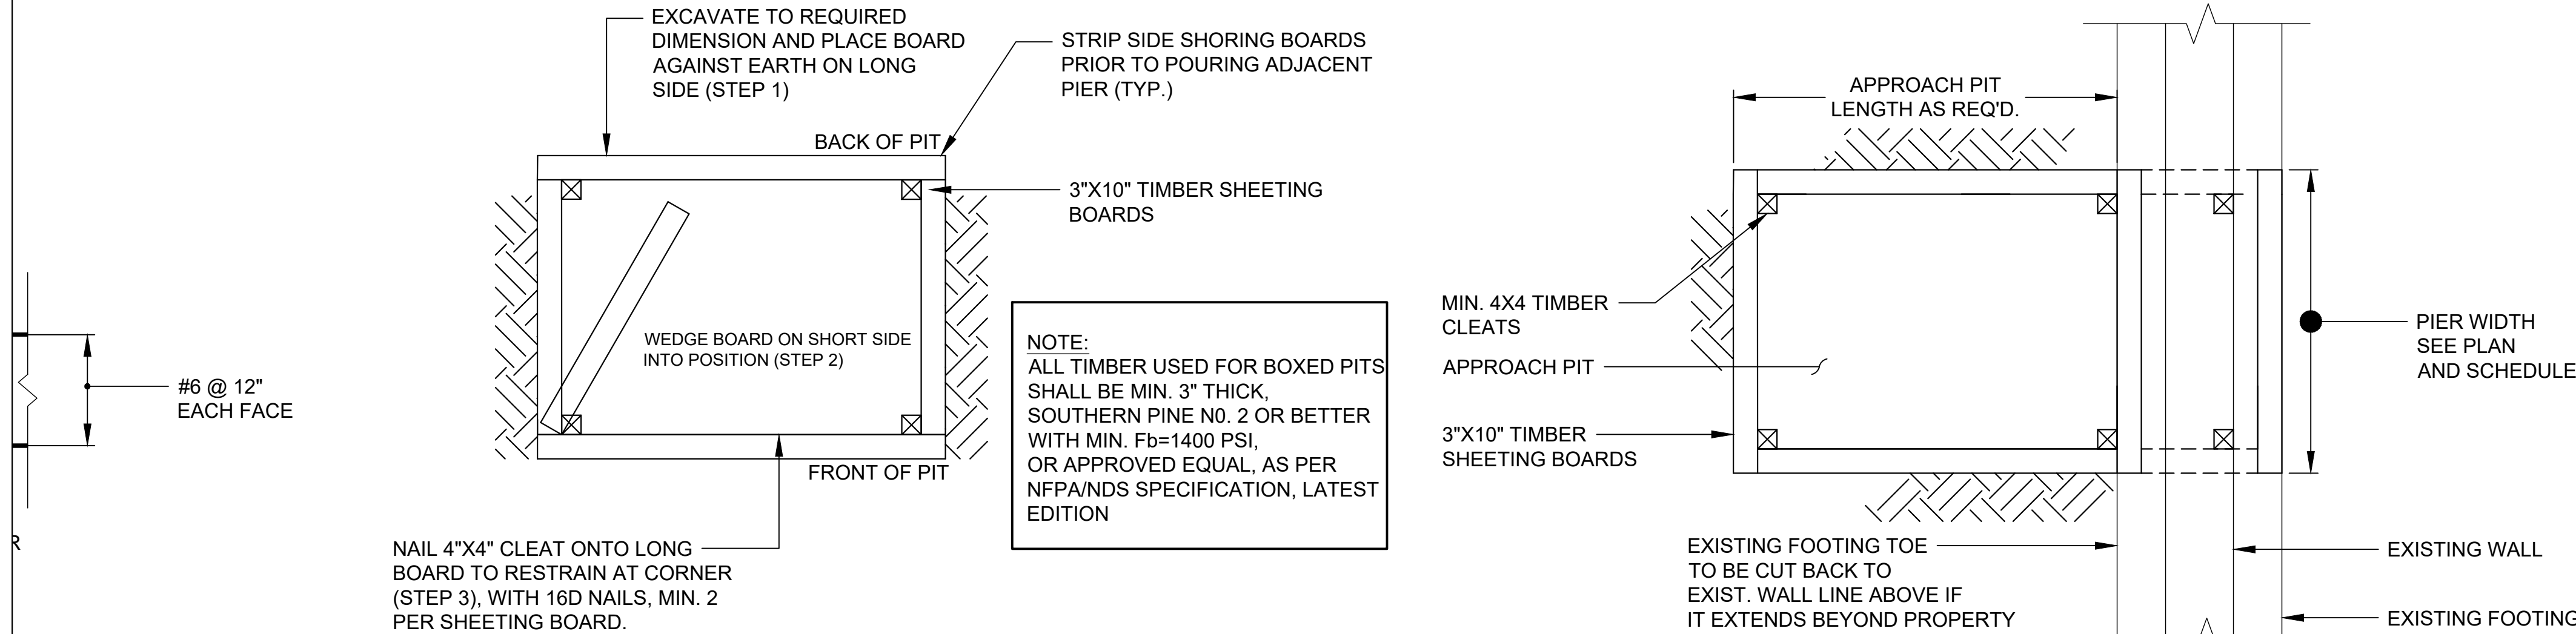 EXCAVATE TO REQUIRED
DIMENSION AND PLACE BOARD
AGAINST EARTH ON LONG
SIDE (STEP 1)
STRIP SIDE SHORING BOARDS
PRIOR TO POURING ADJACENT
PIER (TYP.)
BACK OF PIT
3"X10" TIMBER SHEETING
BOARDS
WEDGE BOARD ON SHORT SIDE
INTO POSITION (STEP 2)
FRONT OF PIT
#6 @ 12"
EACH FACE
R
NAIL 4"X4" CLEAT ONTO LONG
BOARD TO RESTRAIN AT CORNER
(STEP 3), WITH 16D NAILS, MIN. 2
PER SHEETING BOARD.
NOTE:
ALL TIMBER USED FOR BOXED PITS
SHALL BE MIN. 3" THICK,
SOUTHERN PINE N0. 2 OR BETTER
WITH MIN. Fb=1400 PSI,
OR APPROVED EQUAL, AS PER
NFPA/NDS SPECIFICATION, LATEST
EDITION
APPROACH PIT
LENGTH AS REQ'D.
MIN. 4X4 TIMBER
CLEATS
APPROACH PIT
3"X10" TIMBER
SHEETING BOARDS
PIER WIDTH
SEE PLAN
AND SCHEDULE
EXISTING FOOTING TOE
TO BE CUT BACK TO
EXIST. WALL LINE ABOVE IF
IT EXTENDS BEYOND PROPERTY
EXISTING WALL
EXISTING FOOTING